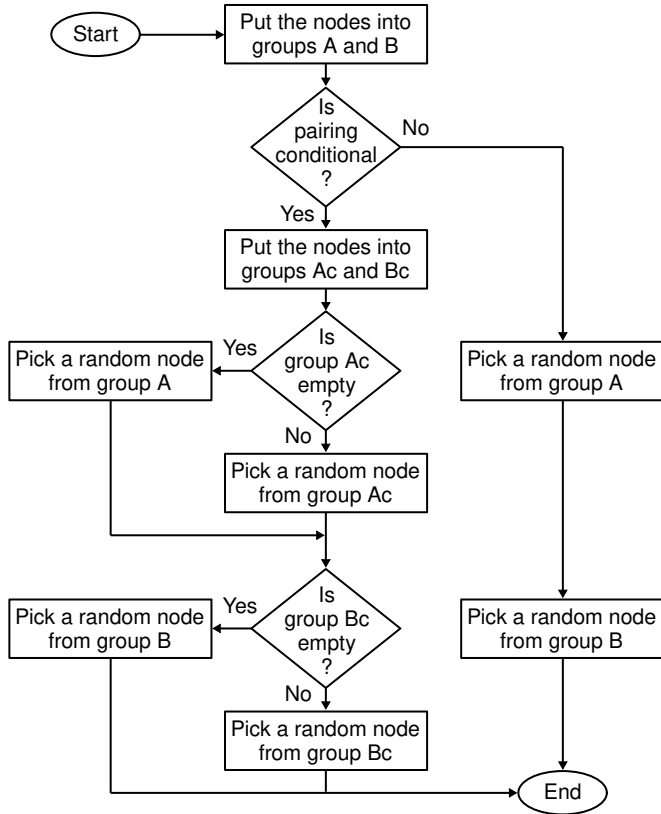 Start
Put the nodes into
groups A and B
Is
pairing
conditional
?
No
Yes
Put the nodes into
groups Ac and Bc
Is
group Ac
empty
?
Yes
Pick a random node
from group A
Pick a random node
from group A
No
Pick a random node
from group Ac
Is
group Bc
empty
?
Yes
Pick a random node
from group B
Pick a random node
from group B
No
Pick a random node
from group Bc
End